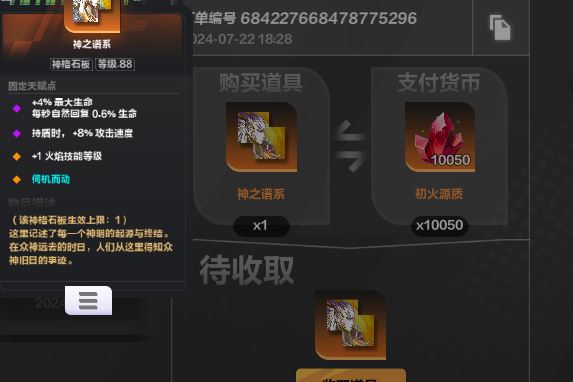 神之谱系
神格石板 等级.88
固定天赋点
+4% 最大生命
每秒自然回复 0.6% 生命
持盾时，+8% 攻击速度
+1 火焰技能等级
伺机而动
物品描述
（该神格石板生效上限：1）
这里记述了每一个神明的起源与终结。
在众神远去的时日，人们从这里得知众
神旧日的事迹。
单编号 684227668478775296
024-07-22 18:28
购买道具
神之谱系
x1
支付货币
10050
初火源质
x10050
待收取
2024